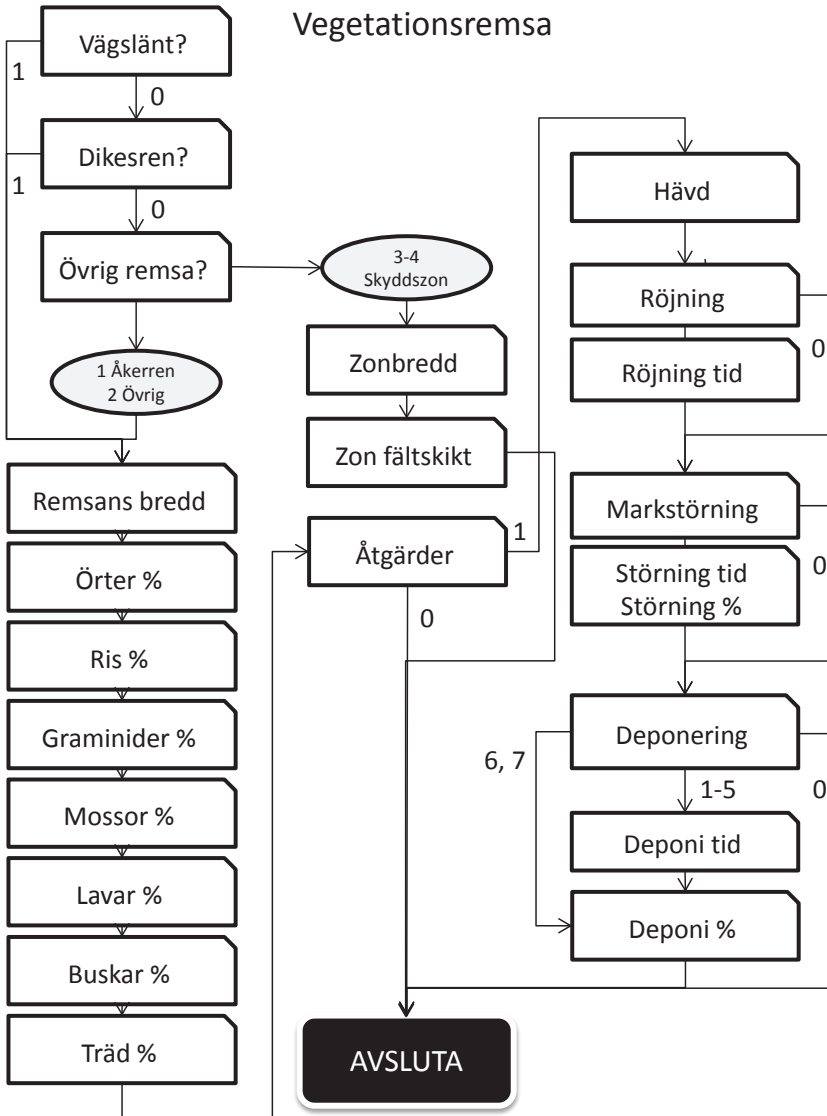 Vegetationsremsa
Vägslänt?
1
0
Dikesren?
1
0
Övrig remsa?
1 Åkerren
2 Övrig
Remsans bredd
Örter %
Ris %
Graminider %
Mossor %
Lavar %
Buskar %
Träd %
3-4
Skyddszon
Zonbredd
Zon fältskikt
Åtgärder
1
0
Hävd
Röjning
0
Röjning tid
Markstörning
0
Störning tid
Störning %
Deponering
6, 7
1-5
0
Deponi tid
Deponi %
AVSLUTA